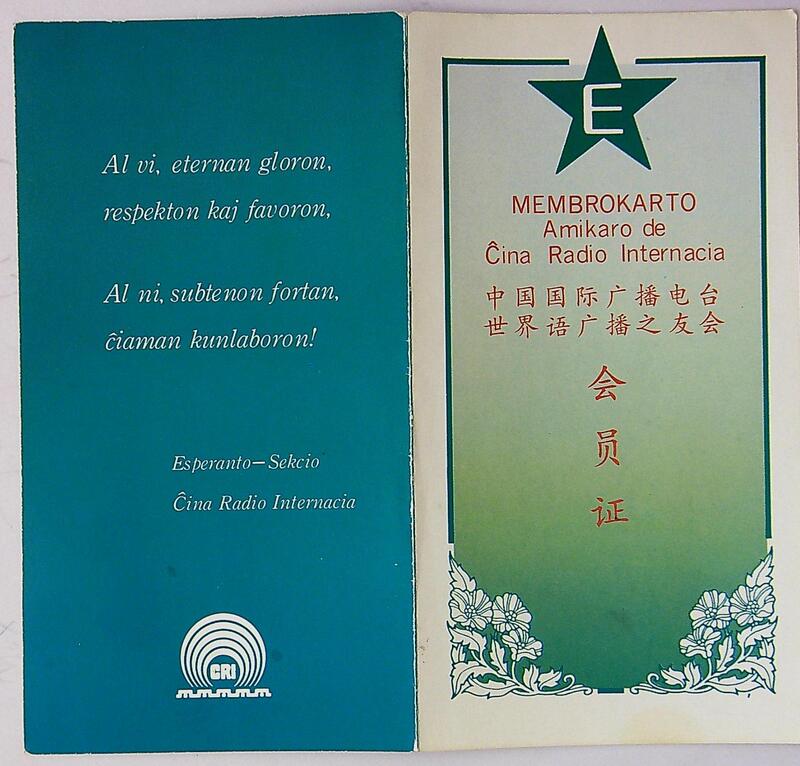 Al vi, eternan gloron,
respekton kaj favoron,
Al ni, subtenon fortan,
ĉiaman kunlaboron!
Esperanto—Sekcio
Ĉina Radio Internacia
CRI
E
MEMBROKARTO
Amikaro de
Ĉina Radio Internacia
中国国际广播电台
世界语广播之友会
会
员
证